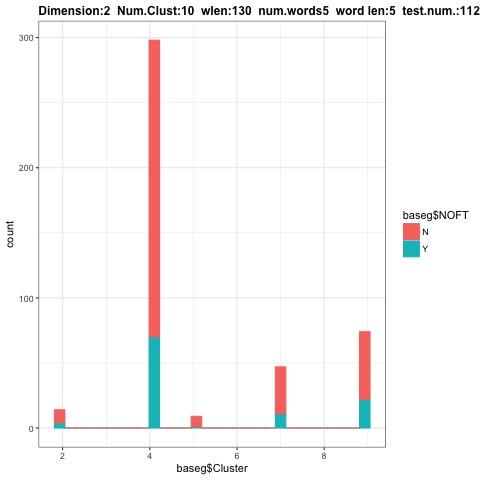 Dimension:2 Num.Clust:10 wlen:130 num.words5 word len:5 test.num.:112
300
200
100
0
count
2 4 6 8
baseg$Cluster
baseg$NOFT
N
Y